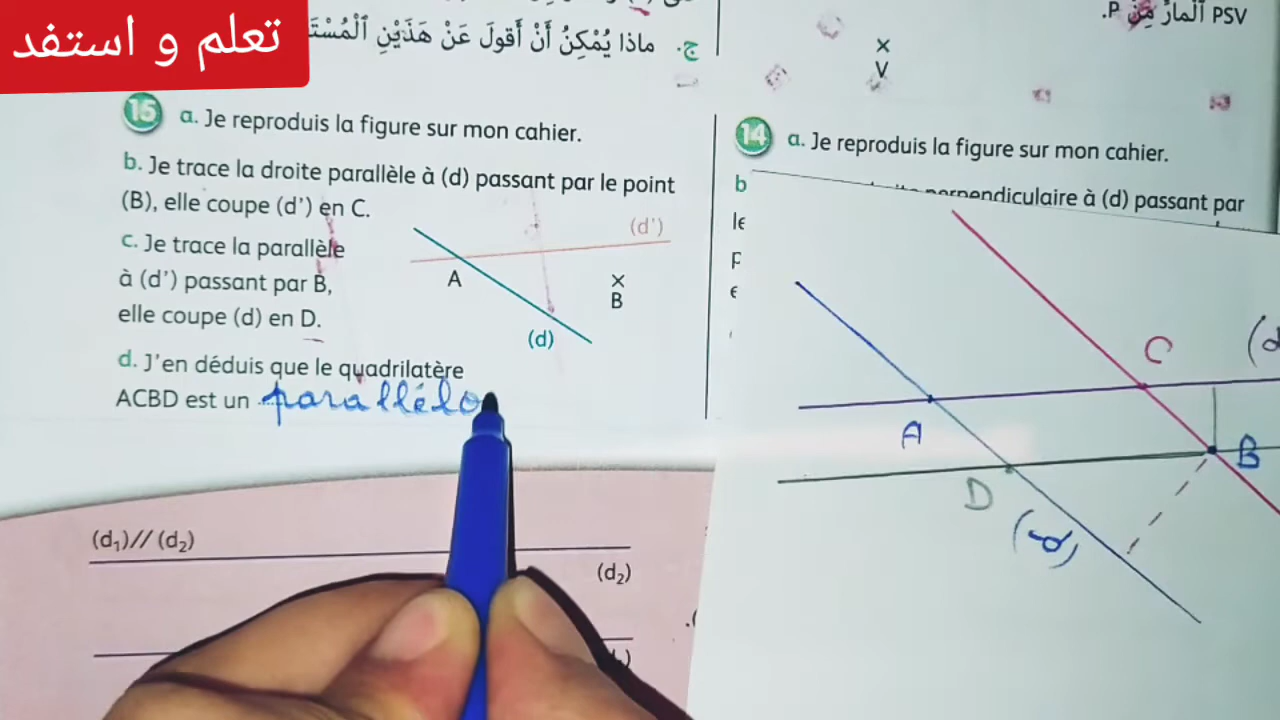 تعلم و استفد
ج. ماذا يُمْكِنُ أَنْ أَقولَ عَنْ هَذَيْنِ
PSV ٱلْمارُّ مِنْ P.
×
V
15 a. Je reproduis la figure sur mon cahier.
b. Je trace la droite parallèle à (d) passant par le point
(B), elle coupe (d') en C.
c. Je trace la parallèle
à (d') passant par B,
elle coupe (d) en D.
(d')
A
×
B
(d)
d. J'en déduis que le quadrilatère
ACBD est un parallélo
(d₁)// (d₂)
(d₂)
14 a. Je reproduis la figure sur mon cahier.
b
perpendiculaire à (d) passant par
le
C
A
B
D
(d)